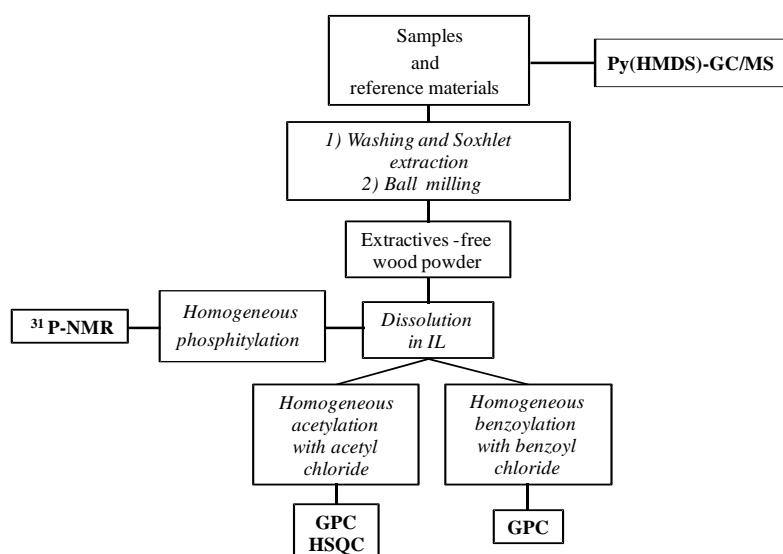 Samples
and
reference materials
Py(HMDS)-GC/MS
1) Washing and Soxhlet
extraction
2) Ball milling
Extractives -free
wood powder
31 P-NMR
Homogeneous
phosphitylation
Dissolution
in IL
Homogeneous
acetylation
with acetyl
chloride
Homogeneous
benzoylation
with benzoyl
chloride
GPC
HSQC
GPC